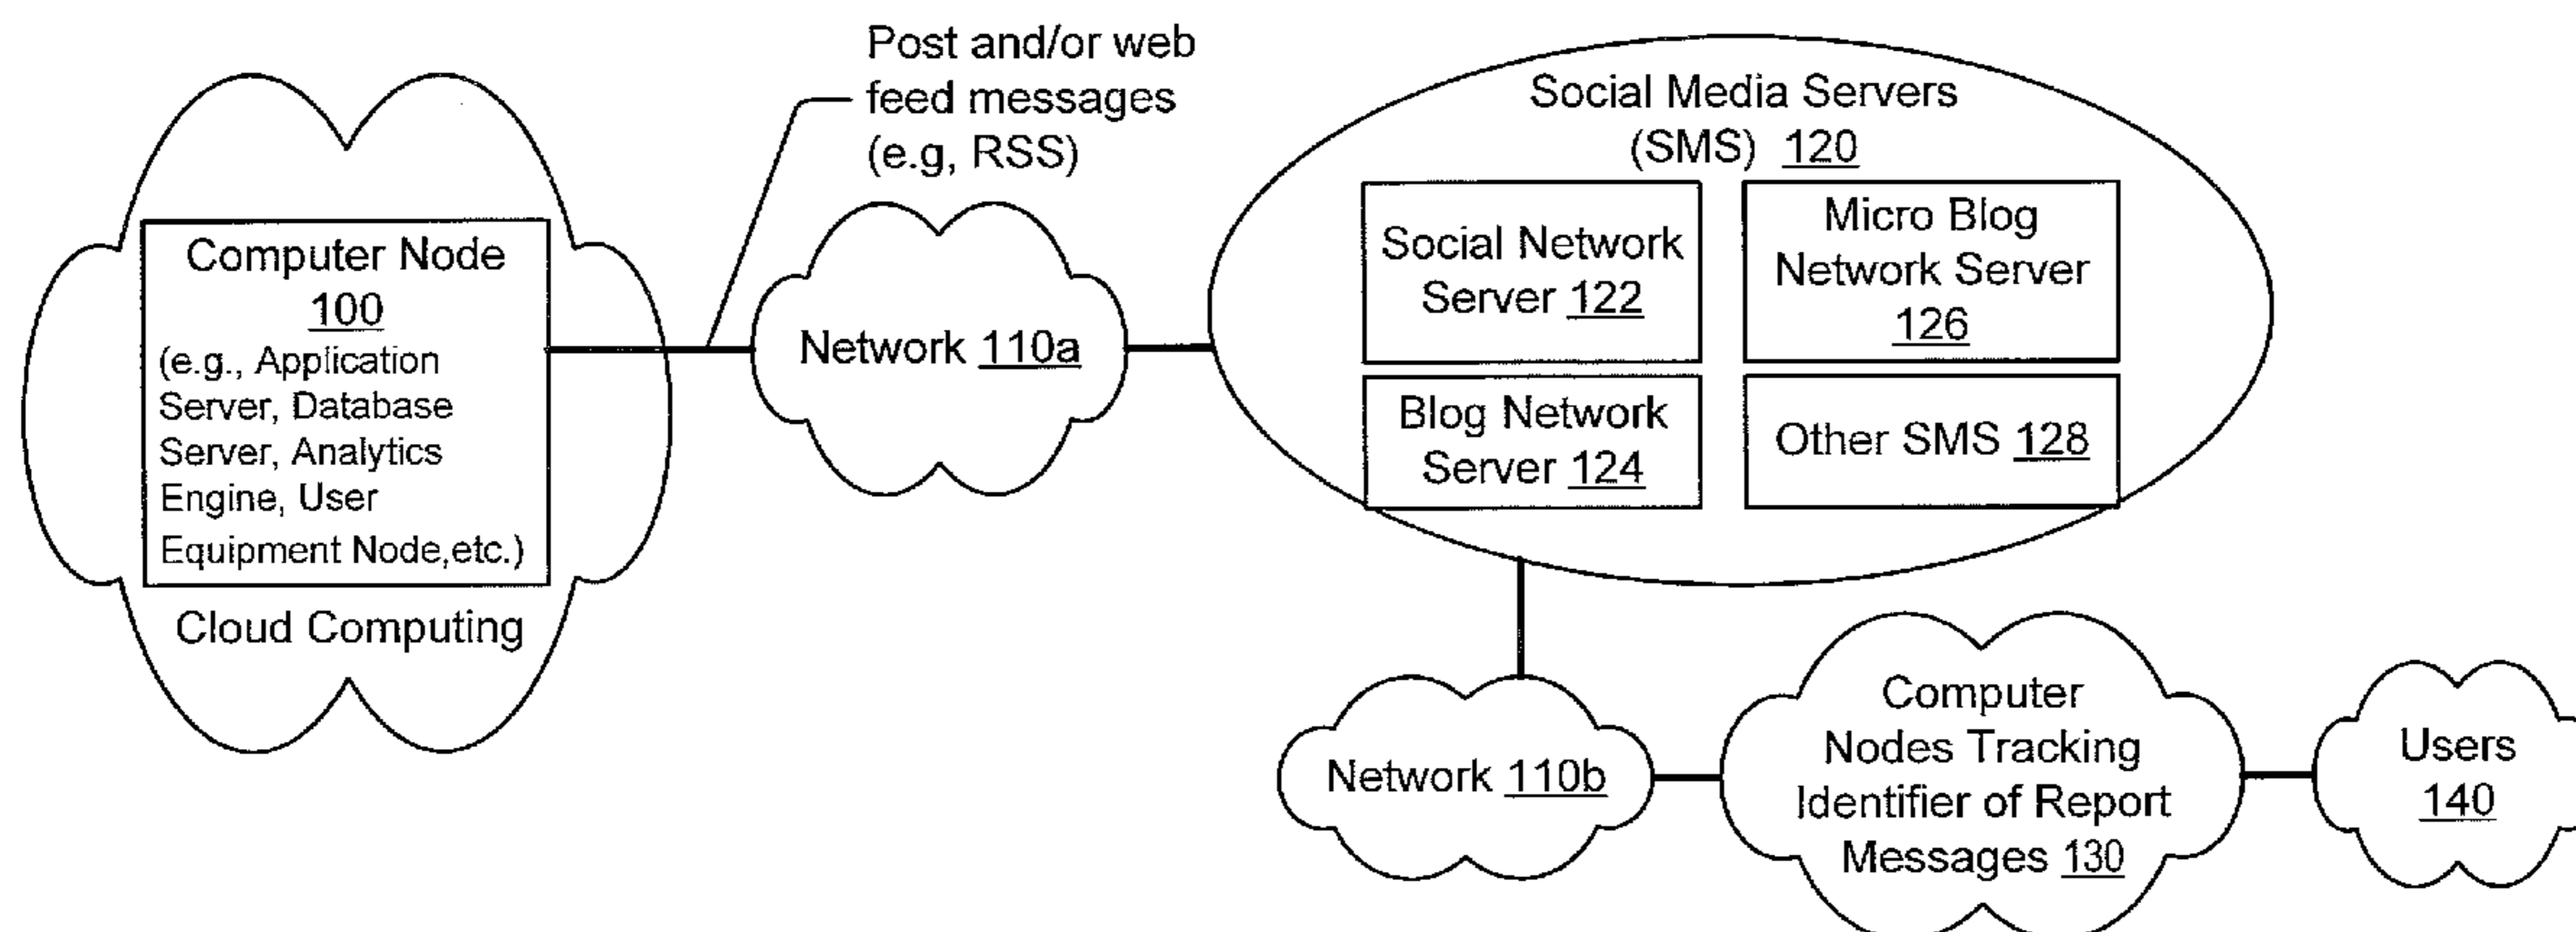 Post and/or web
feed messages
(e.g, RSS)
Computer Node
100
(e.g., Application
Server, Database
Server, Analytics
Engine, User
Equipment Node,etc.)
Cloud Computing
Network 110a
Social Media Servers
(SMS) 120
Social Network
Server 122
Micro Blog
Network Server
126
Blog Network
Server 124
Other SMS 128
Network 110b
Computer
Nodes Tracking
Identifier of Report
Messages 130
Users
140